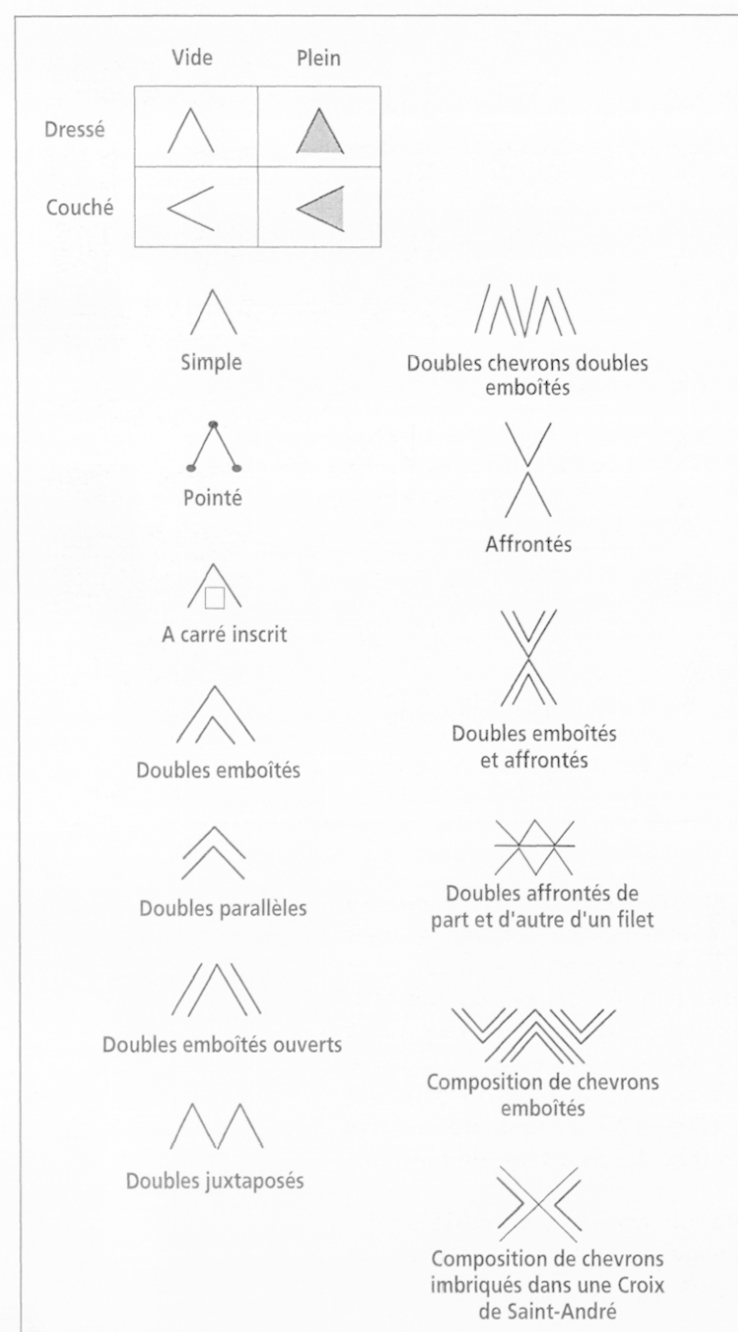 Vide Plein
Dressé
Couché
Simple
Pointé
A carré inscrit
Doubles emboîtés
Doubles parallèles
Doubles emboîtés ouverts
Doubles juxtaposés
Doubles chevrons doubles
emboîtés
Affrontés
Doubles emboîtés
et affrontés
Doubles affrontés de
part et d'autre d'un filet
Composition de chevrons
emboîtés
Composition de chevrons
imbriqués dans une Croix
de Saint-André